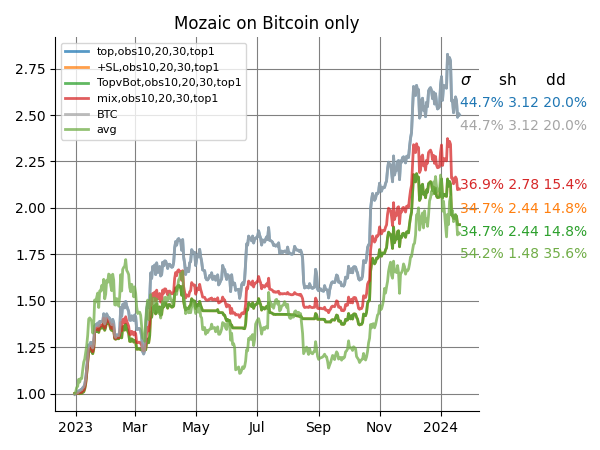 Mozaic on Bitcoin only
top,obs10,20,30,top1
+SL,obs10,20,30,top1
TopvBot,obs10,20,30,top1
mix,obs10,20,30,top1
BTC
avg
σ sh dd
44.7% 3.12 20.0%
44.7% 3.12 20.0%
36.9% 2.78 15.4%
34.7% 2.44 14.8%
34.7% 2.44 14.8%
54.2% 1.48 35.6%
2.75
2.50
2.25
2.00
1.75
1.50
1.25
1.00
2023 Mar May Jul Sep Nov 2024